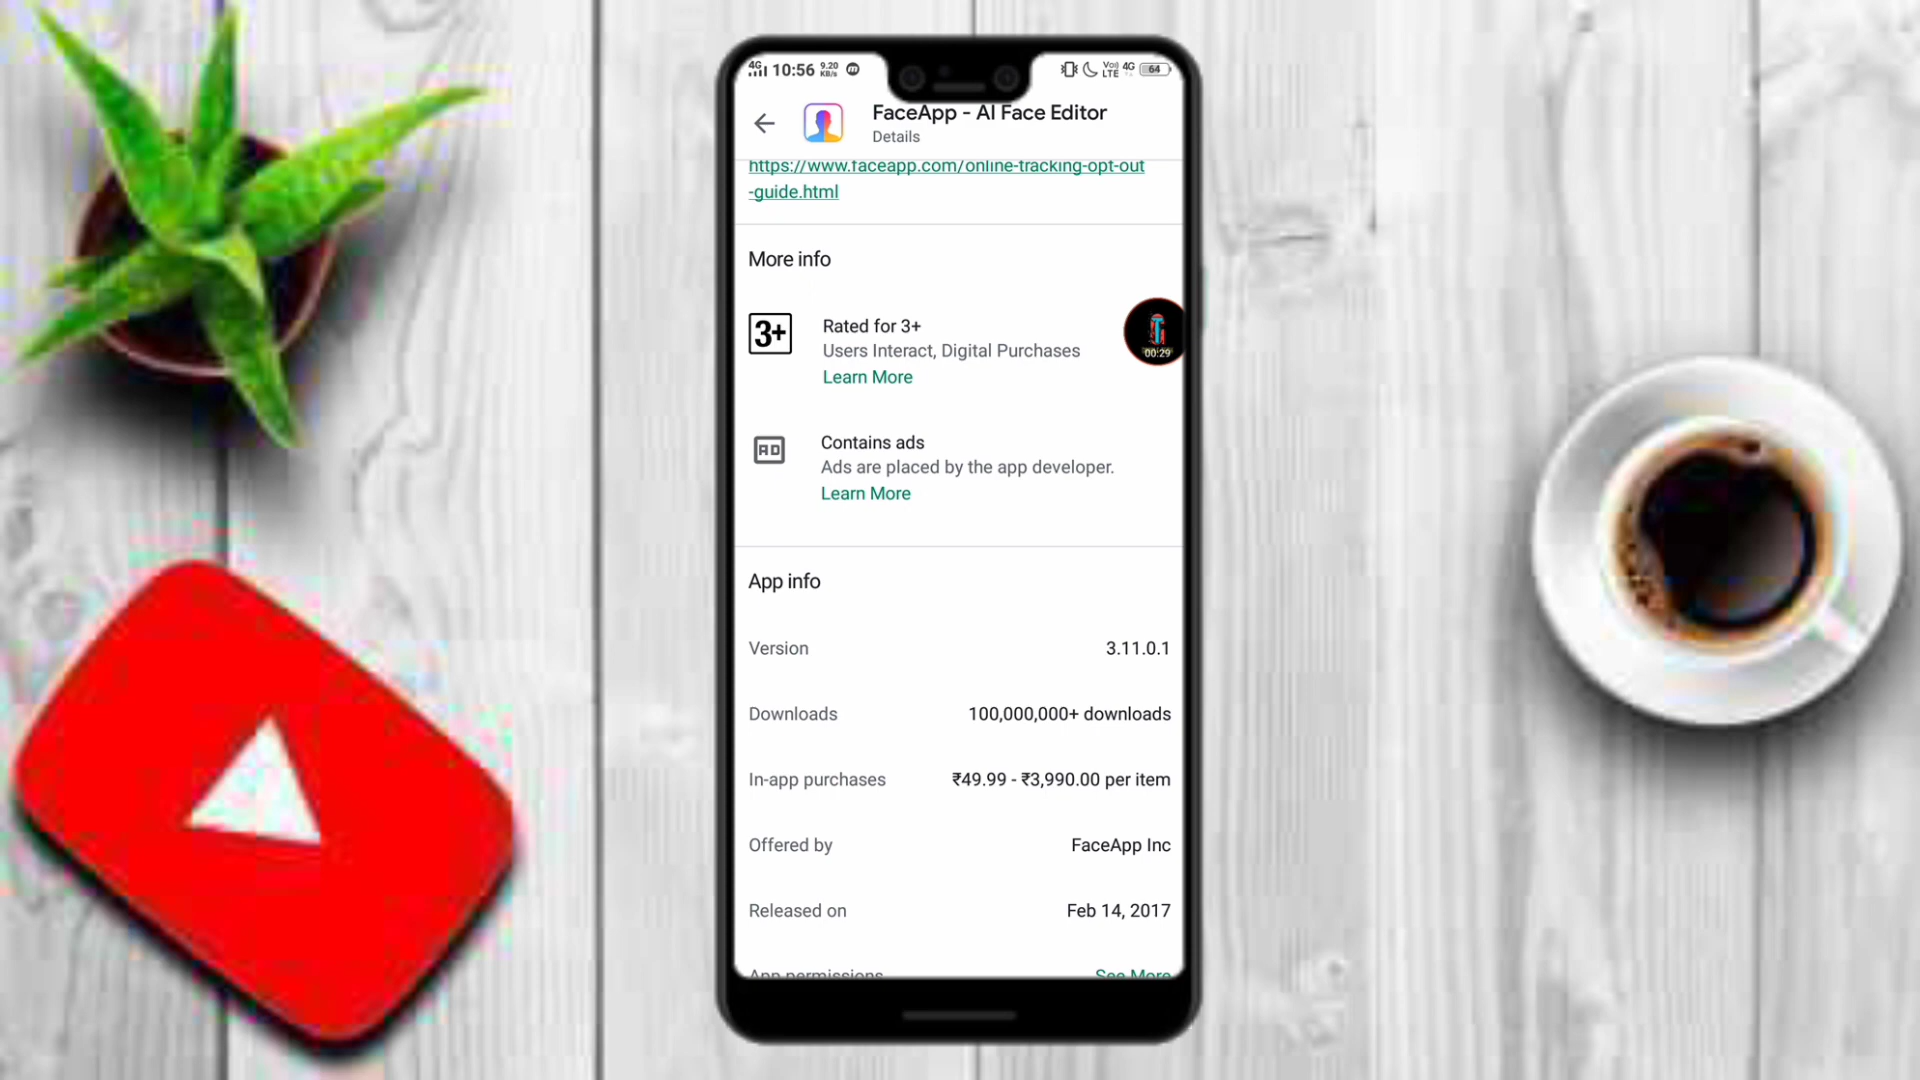 4G 10:56 9.20 KB/s m Vo) LTE 4G 64
FaceApp - AI Face Editor
Details
https://www.faceapp.com/online-tracking-opt-out
-guide.html
More info
3+ Rated for 3+
Users Interact, Digital Purchases
Learn More
00:29
AD Contains ads
Ads are placed by the app developer.
Learn More
App info
Version 3.11.0.1
Downloads 100,000,000+ downloads
In-app purchases ₹49.99 - ₹3,990.00 per item
Offered by FaceApp Inc
Released on Feb 14, 2017
App permissions See More